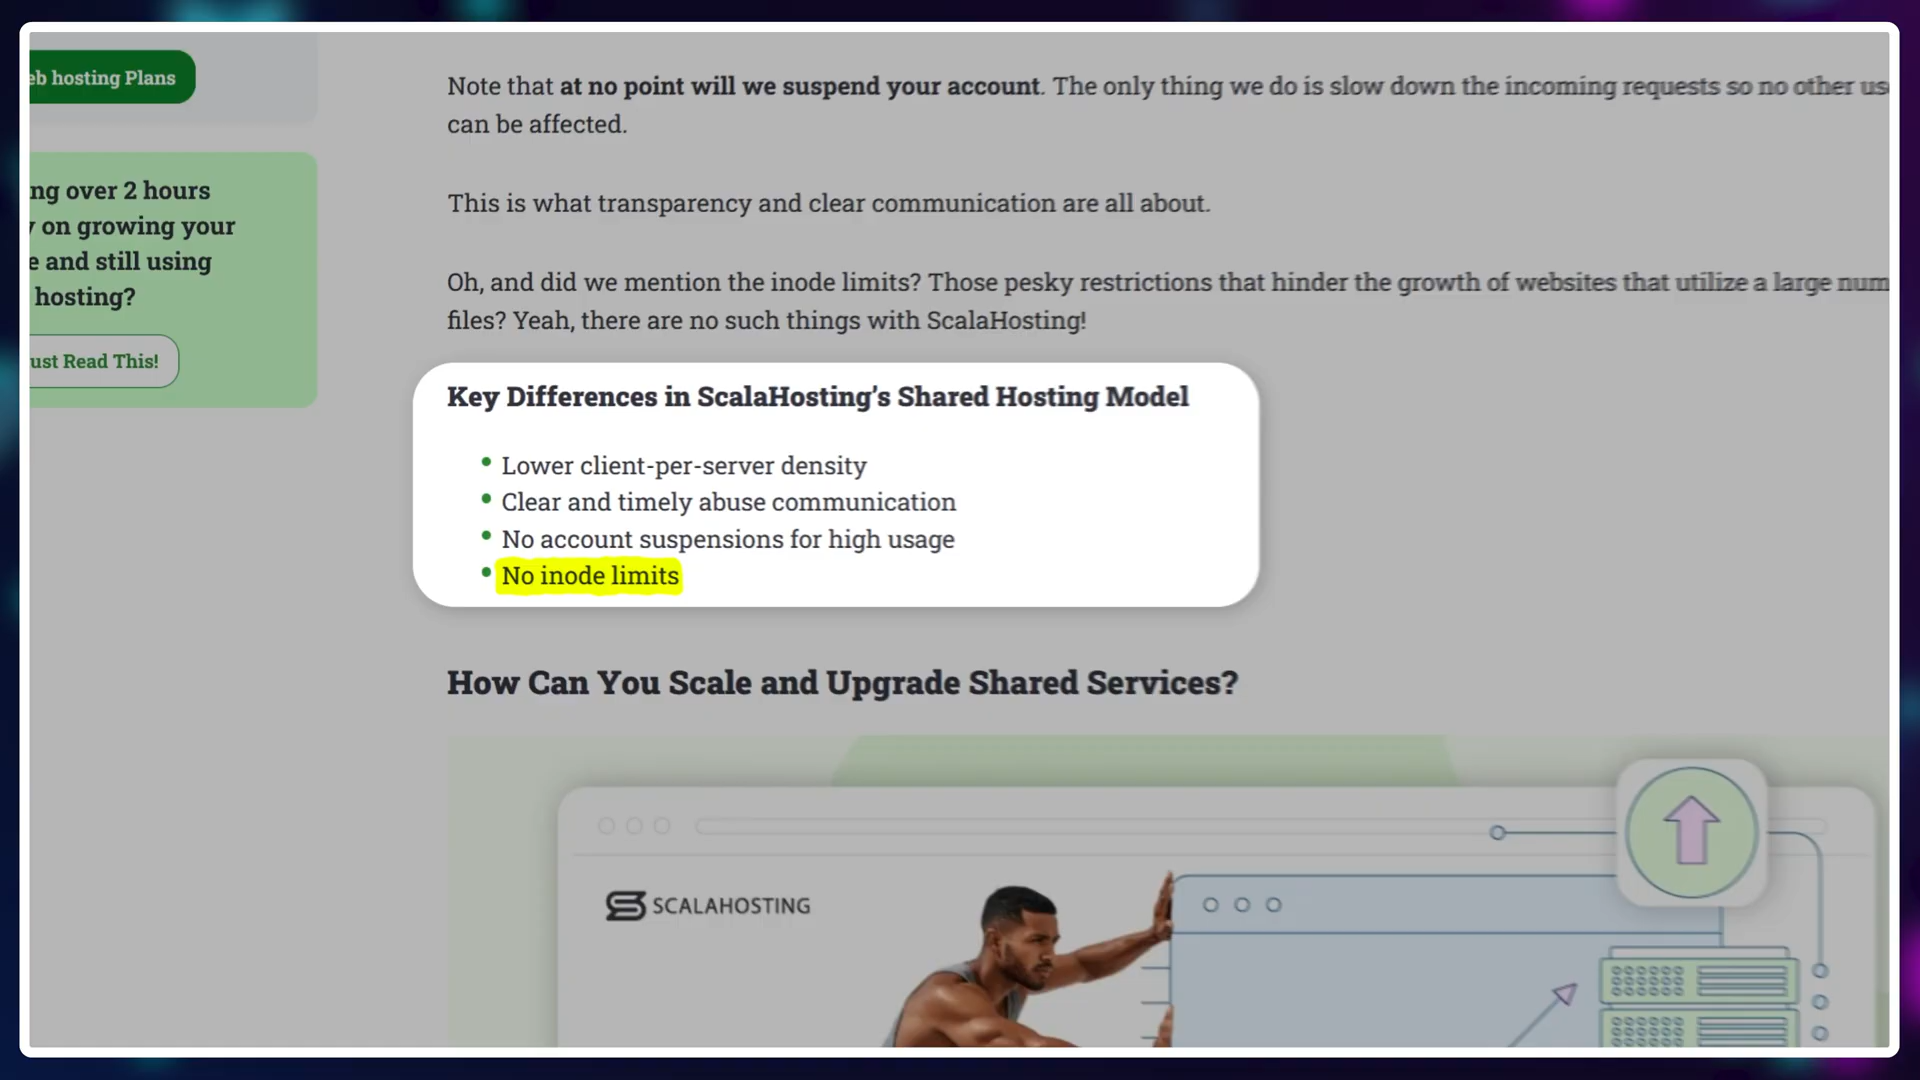 eb hosting Plans
ng over 2 hours
on growing your
e and still using
hosting?
ust Read This!
Note that at no point will we suspend your account. The only thing we do is slow down the incoming requests so no other us
can be affected.
This is what transparency and clear communication are all about.
Oh, and did we mention the inode limits? Those pesky restrictions that hinder the growth of websites that utilize a large num
files? Yeah, there are no such things with ScalaHosting!
Key Differences in ScalaHosting's Shared Hosting Model
Lower client-per-server density
Clear and timely abuse communication
No account suspensions for high usage
No inode limits
How Can You Scale and Upgrade Shared Services?
SCALAHOSTING